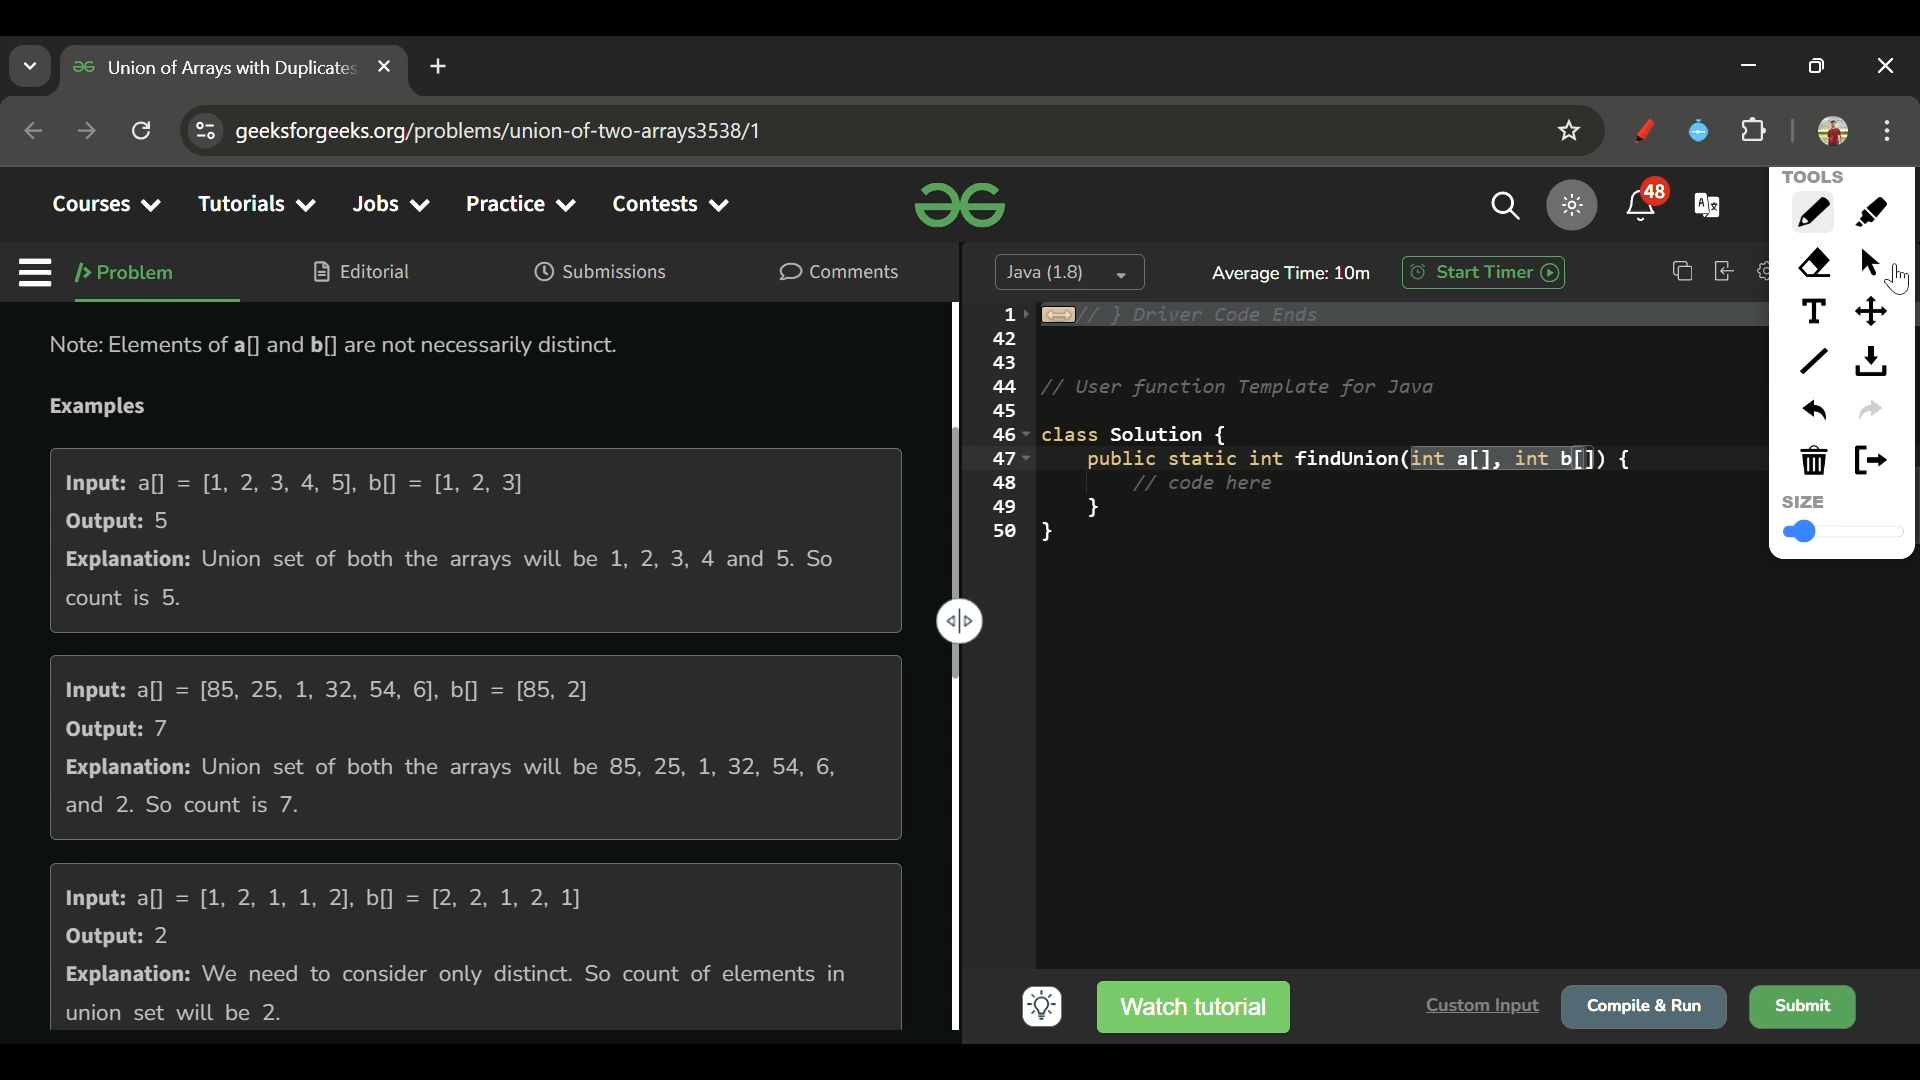 Union of Arrays with Duplicates
geeksforgeeks.org/problems/union-of-two-arrays3538/1
TOOLS
Courses Tutorials Jobs Practice Contests
48
Problem Editorial Submissions Comments
Java (1.8) Average Time: 10m Start Timer
Note: Elements of a[] and b[] are not necessarily distinct.
Examples
Input: a[] = [1, 2, 3, 4, 5], b[] = [1, 2, 3]
Output: 5
Explanation: Union set of both the arrays will be 1, 2, 3, 4 and 5. So
count is 5.
Input: a[] = [85, 25, 1, 32, 54, 6], b[] = [85, 2]
Output: 7
Explanation: Union set of both the arrays will be 85, 25, 1, 32, 54, 6,
and 2. So count is 7.
Input: a[] = [1, 2, 1, 1, 2], b[] = [2, 2, 1, 2, 1]
Output: 2
Explanation: We need to consider only distinct. So count of elements in
union set will be 2.
1 // } Driver Code Ends
42
43
44 // User function Template for Java
45
46 class Solution {
47 public static int findUnion(int a[], int b[]) {
48 // code here
49 }
50 }
T
SIZE
Watch tutorial Custom Input Compile & Run Submit